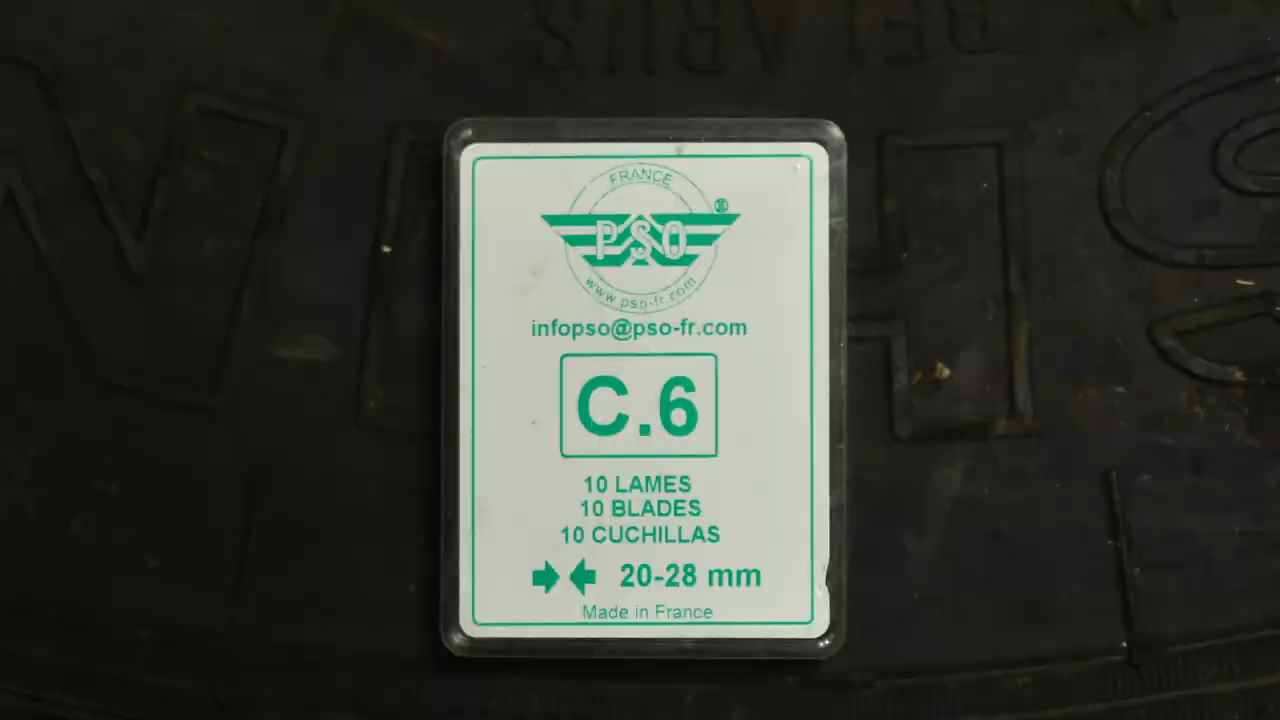 FRANCE
PSO®
www.pso-fr.com
infopso@pso-fr.com
C.6
10 LAMES
10 BLADES
10 CUCHILLAS
20-28 mm
Made in France
BELARUS